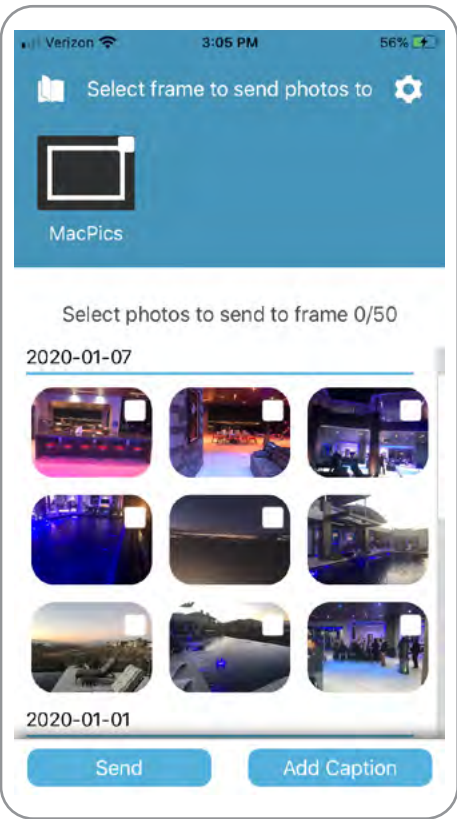 Verizon 3:05 PM 56%
Select frame to send photos to
MacPics
Select photos to send to frame 0/50
2020-01-07
2020-01-01
Send Add Caption